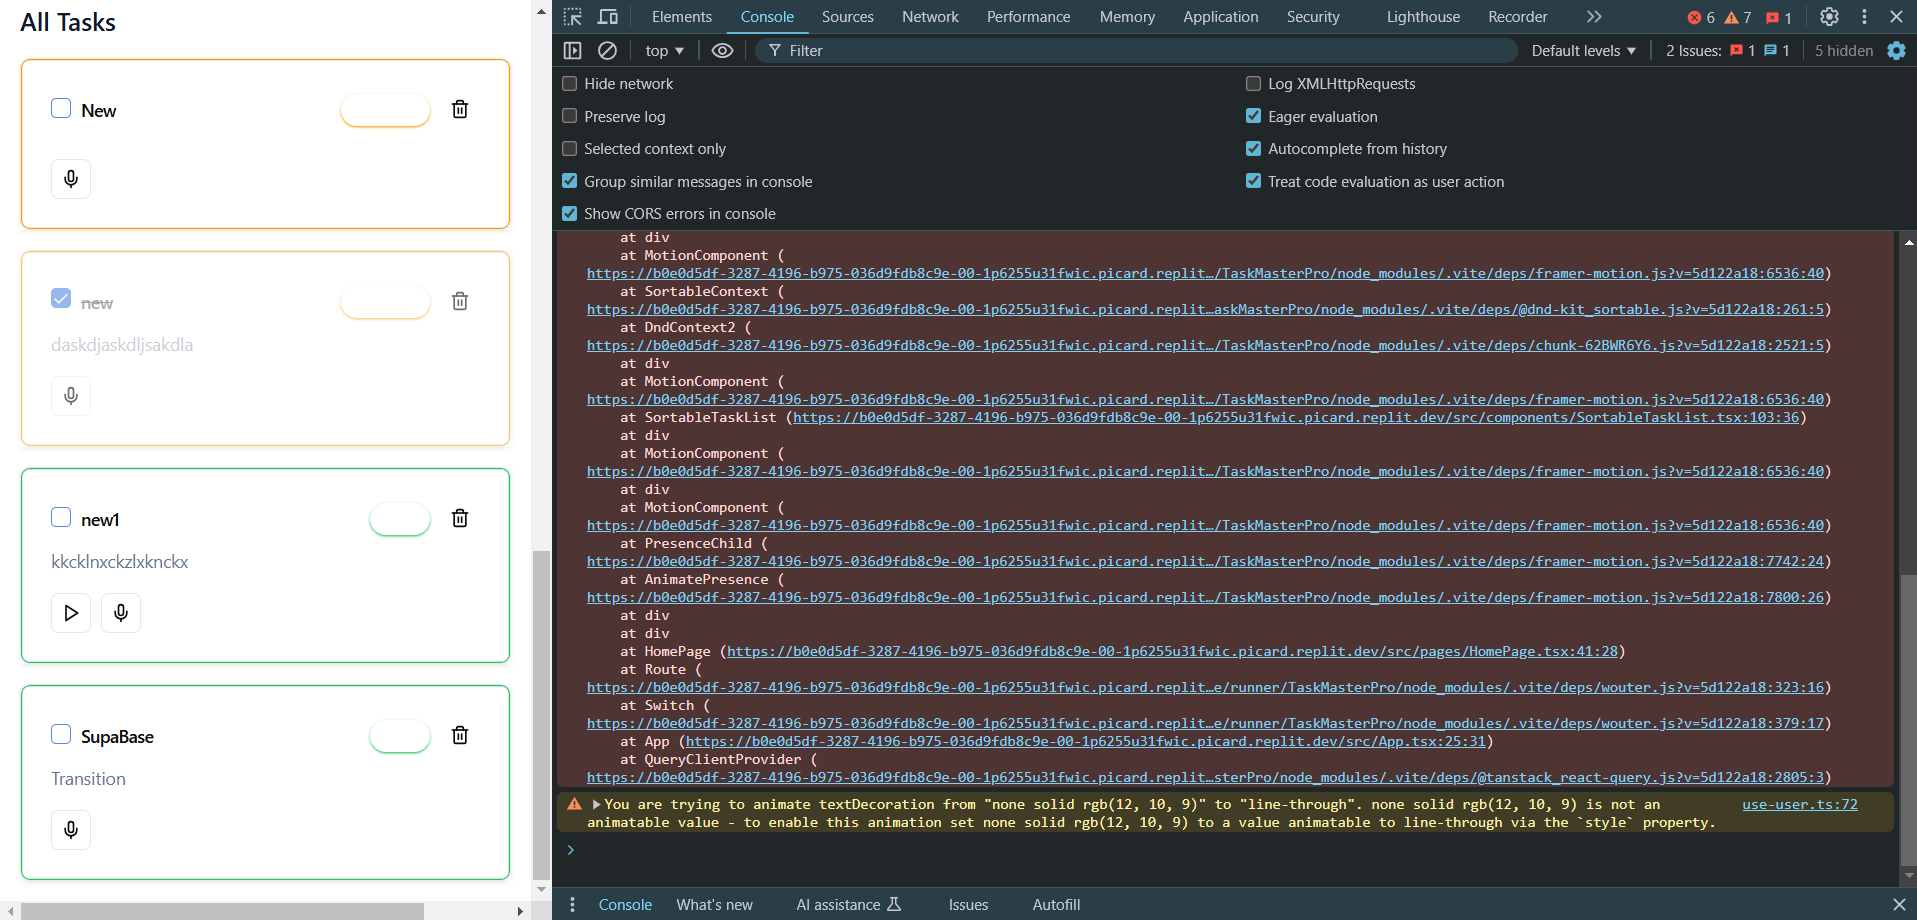 All Tasks
New
new
daskdjaskdljsakdla
new1
kkcklnxckzlxknckx
SupaBase
Transition
Elements Console Sources Network Performance Memory Application Security Lighthouse Recorder 6 7 1
top Filter Default levels 2 Issues: 1 1 5 hidden
Hide network Log XMLHttpRequests
Preserve log Eager evaluation
Selected context only Autocomplete from history
Group similar messages in console Treat code evaluation as user action
Show CORS errors in console
at div
at MotionComponent (
https://b0e0d5df-3287-4196-b975-036d9fdb8c9e-00-1p6255u31fwic.picard.replit…/TaskMasterPro/node_modules/.vite/deps/framer-motion.js?v=5d122a18:6536:40)
at SortableContext (
https://b0e0d5df-3287-4196-b975-036d9fdb8c9e-00-1p6255u31fwic.picard.replit…askMasterPro/node_modules/.vite/deps/@dnd-kit_sortable.js?v=5d122a18:261:5)
at DndContext2 (
https://b0e0d5df-3287-4196-b975-036d9fdb8c9e-00-1p6255u31fwic.picard.replit…/TaskMasterPro/node_modules/.vite/deps/chunk-62BWR6Y6.js?v=5d122a18:2521:5)
at div
at MotionComponent (
https://b0e0d5df-3287-4196-b975-036d9fdb8c9e-00-1p6255u31fwic.picard.replit…/TaskMasterPro/node_modules/.vite/deps/framer-motion.js?v=5d122a18:6536:40)
at SortableTaskList (https://b0e0d5df-3287-4196-b975-036d9fdb8c9e-00-1p6255u31fwic.picard.replit.dev/src/components/SortableTaskList.tsx:103:36)
at div
at MotionComponent (
https://b0e0d5df-3287-4196-b975-036d9fdb8c9e-00-1p6255u31fwic.picard.replit…/TaskMasterPro/node_modules/.vite/deps/framer-motion.js?v=5d122a18:6536:40)
at div
at MotionComponent (
https://b0e0d5df-3287-4196-b975-036d9fdb8c9e-00-1p6255u31fwic.picard.replit…/TaskMasterPro/node_modules/.vite/deps/framer-motion.js?v=5d122a18:6536:40)
at PresenceChild (
https://b0e0d5df-3287-4196-b975-036d9fdb8c9e-00-1p6255u31fwic.picard.replit…/TaskMasterPro/node_modules/.vite/deps/framer-motion.js?v=5d122a18:7742:24)
at AnimatePresence (
https://b0e0d5df-3287-4196-b975-036d9fdb8c9e-00-1p6255u31fwic.picard.replit…/TaskMasterPro/node_modules/.vite/deps/framer-motion.js?v=5d122a18:7800:26)
at div
at div
at HomePage (https://b0e0d5df-3287-4196-b975-036d9fdb8c9e-00-1p6255u31fwic.picard.replit.dev/src/pages/HomePage.tsx:41:28)
at Route (
https://b0e0d5df-3287-4196-b975-036d9fdb8c9e-00-1p6255u31fwic.picard.replit…e/runner/TaskMasterPro/node_modules/.vite/deps/wouter.js?v=5d122a18:323:16)
at Switch (
https://b0e0d5df-3287-4196-b975-036d9fdb8c9e-00-1p6255u31fwic.picard.replit…e/runner/TaskMasterPro/node_modules/.vite/deps/wouter.js?v=5d122a18:379:17)
at App (https://b0e0d5df-3287-4196-b975-036d9fdb8c9e-00-1p6255u31fwic.picard.replit.dev/src/App.tsx:25:31)
at QueryClientProvider (
https://b0e0d5df-3287-4196-b975-036d9fdb8c9e-00-1p6255u31fwic.picard.replit…sterPro/node_modules/.vite/deps/@tanstack_react-query.js?v=5d122a18:2805:3)
You are trying to animate textDecoration from "none solid rgb(12, 10, 9)" to "line-through". none solid rgb(12, 10, 9) is not an use-user.ts:72
animatable value - to enable this animation set none solid rgb(12, 10, 9) to a value animatable to line-through via the `style` property.
Console What's new AI assistance Issues Autofill